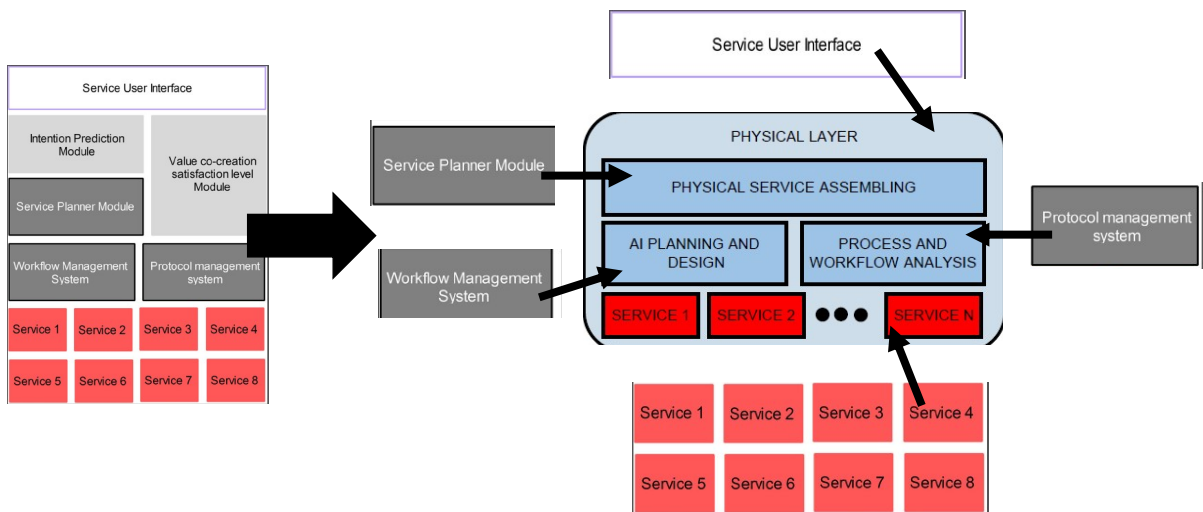 Service User Interface
Intention Prediction
Module
Value co-creation
satisfaction level
Module
Service Planner Module
Workflow Management
System
Protocol management
system
Service 1
Service 2
Service 3
Service 4
Service 5
Service 6
Service 7
Service 8
Service User Interface
Service Planner Module
Workflow Management
System
PHYSICAL LAYER
PHYSICAL SERVICE ASSEMBLING
AI PLANNING AND
DESIGN
PROCESS AND
WORKFLOW ANALYSIS
SERVICE 1
SERVICE 2
SERVICE N
Protocol management
system
Service 1
Service 2
Service 3
Service 4
Service 5
Service 6
Service 7
Service 8